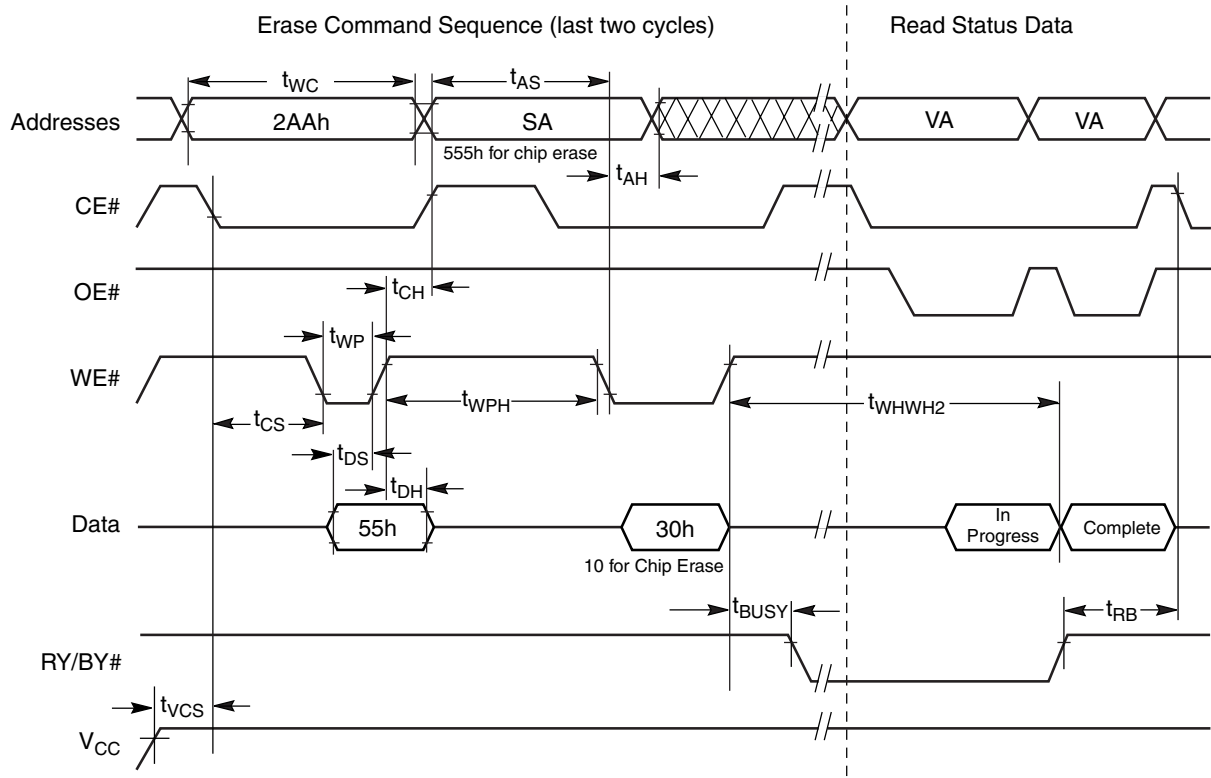 Erase Command Sequence (last two cycles)
Read Status Data
tWC
tAS
Addresses
2AAh
SA
VA
VA
555h for chip erase
tAH
CE#
OE#
tCH
tWP
WE#
tCS
tWPH
tWHWH2
tDS
tDH
Data
55h
30h
In
Progress
Complete
10 for Chip Erase
tBUSY
tRB
RY/BY#
tVCS
VCC